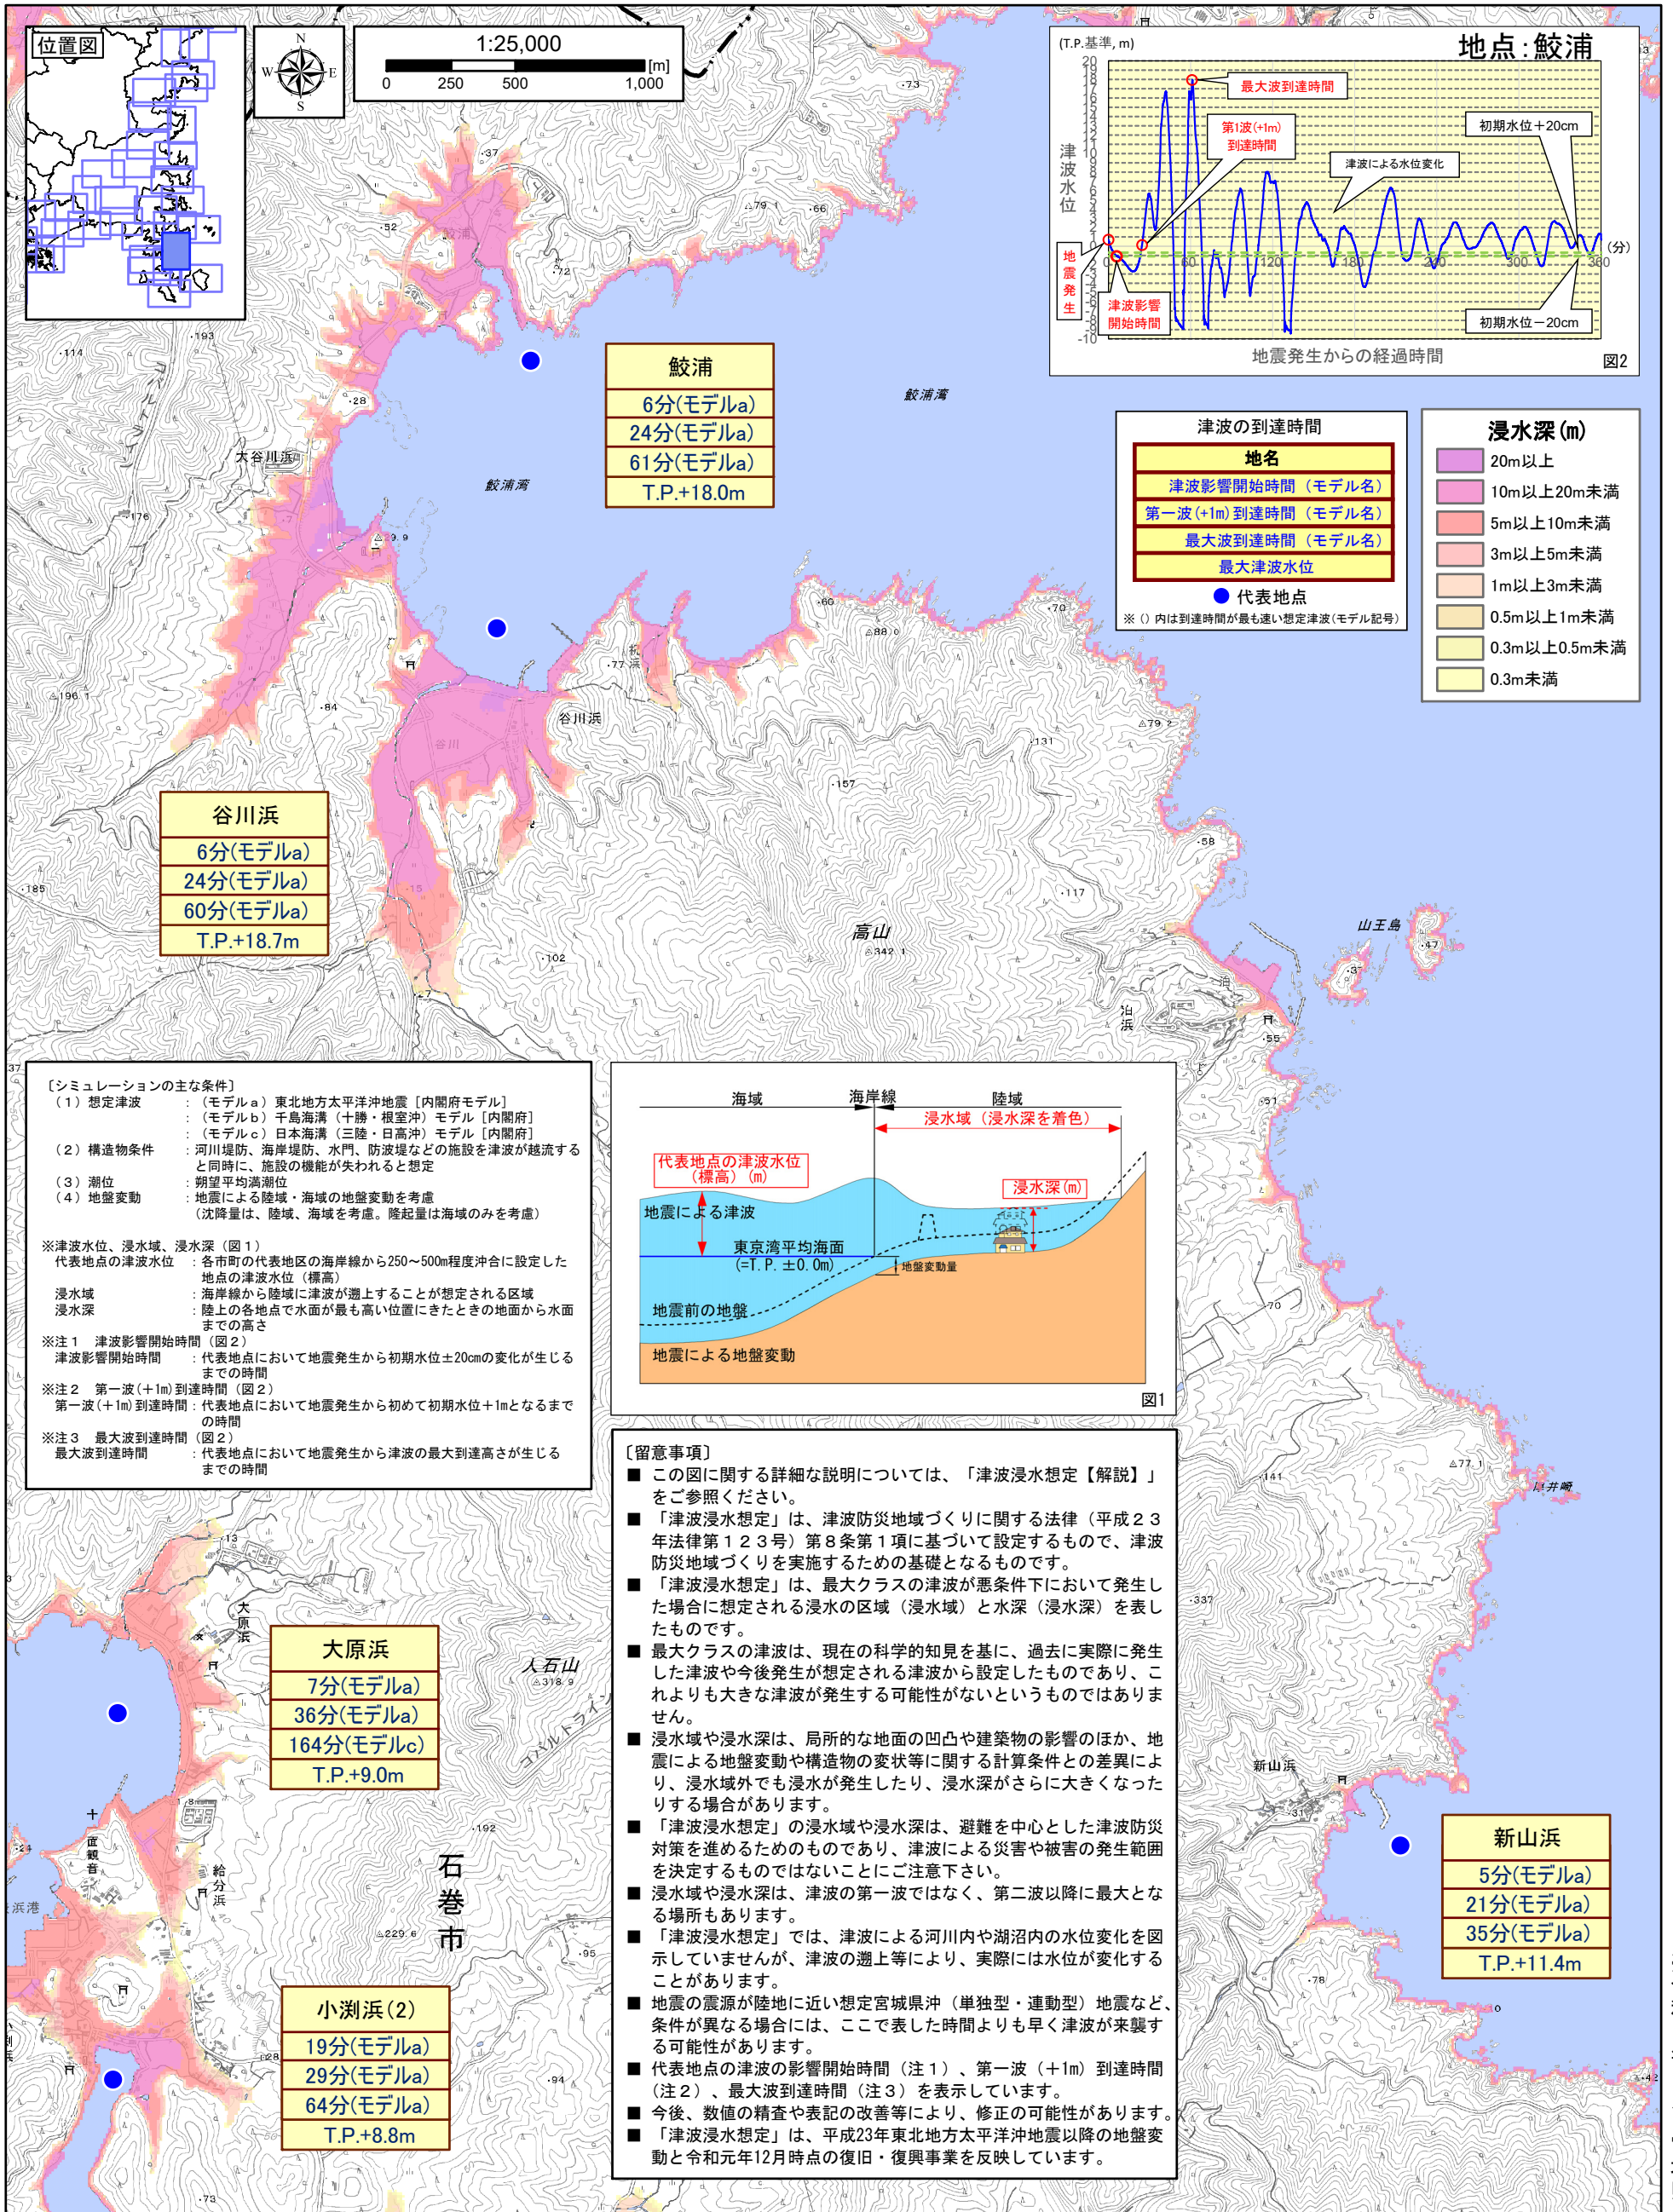 位置図
N
W E
S
1:25,000
[m]
0 250 500 1,000
(T.P.基準, m)
地点:鮫浦
最大波到達時間
第1波(+1m)
到達時間
初期水位+20cm
津波による水位変化
津波水位
地震発生
津波影響
開始時間
初期水位-20cm
(分)
0 60 120 180 240 300 360
地震発生からの経過時間
図2
鮫浦
6分(モデルa)
24分(モデルa)
61分(モデルa)
T.P.+18.0m
鮫浦湾
鮫浦湾
鮫浦
大谷川浜
コバルトライン
津波の到達時間
地名
津波影響開始時間(モデル名)
第一波(+1m)到達時間(モデル名)
最大波到達時間(モデル名)
最大津波水位
代表地点
※()内は到達時間が最も速い想定津波(モデル記号)
浸水深(m)
20m以上
10m以上20m未満
5m以上10m未満
3m以上5m未満
1m以上3m未満
0.5m以上1m未満
0.3m以上0.5m未満
0.3m未満
谷川浜
谷川
谷川浜
6分(モデルa)
24分(モデルa)
60分(モデルa)
T.P.+18.7m
高山
342.1
山王島
泊
泊浜
〔シミュレーションの主な条件〕
(1)想定津波 :(モデルa)東北地方太平洋沖地震[内閣府モデル]
:(モデルb)千島海溝(十勝・根室沖)モデル[内閣府]
:(モデルc)日本海溝(三陸・日高沖)モデル[内閣府]
(2)構造物条件 :河川堤防、海岸堤防、水門、防波堤などの施設を津波が越流する
と同時に、施設の機能が失われると想定
(3)潮位 :朔望平均満潮位
(4)地盤変動 :地震による陸域・海域の地盤変動を考慮
(沈降量は、陸域、海域を考慮。隆起量は海域のみを考慮)
※津波水位、浸水域、浸水深(図1)
代表地点の津波水位 :各市町の代表地区の海岸線から250~500m程度沖合に設定した
地点の津波水位(標高)
浸水域 :海岸線から陸域に津波が遡上することが想定される区域
浸水深 :陸上の各地点で水面が最も高い位置にきたときの地面から水面
までの高さ
※注1 津波影響開始時間(図2)
津波影響開始時間 :代表地点において地震発生から初期水位±20cmの変化が生じる
までの時間
※注2 第一波(+1m)到達時間(図2)
第一波(+1m)到達時間:代表地点において地震発生から初めて初期水位+1mとなるまで
の時間
※注3 最大波到達時間(図2)
最大波到達時間 :代表地点において地震発生から津波の最大到達高さが生じる
までの時間
海域 海岸線 陸域
浸水域(浸水深を着色)
代表地点の津波水位
(標高)(m)
浸水深(m)
地震による津波
東京湾平均海面
(=T.P.±0.0m)
地盤変動量
地震前の地盤
地震による地盤変動
図1
〔留意事項〕
■ この図に関する詳細な説明については、「津波浸水想定【解説】」
をご参照ください。
■ 「津波浸水想定」は、津波防災地域づくりに関する法律(平成23
年法律第123号)第8条第1項に基づいて設定するもので、津波
防災地域づくりを実施するための基礎となるものです。
■ 「津波浸水想定」は、最大クラスの津波が悪条件下において発生し
た場合に想定される浸水の区域(浸水域)と水深(浸水深)を表し
たものです。
■ 最大クラスの津波は、現在の科学的知見を基に、過去に実際に発生
した津波や今後発生が想定される津波から設定したものであり、こ
れよりも大きな津波が発生する可能性がないというものではありま
せん。
■ 浸水域や浸水深は、局所的な地面の凹凸や建築物の影響のほか、地
震による地盤変動や構造物の変状等に関する計算条件との差異によ
り、浸水域外でも浸水が発生したり、浸水深がさらに大きくなった
りする場合があります。
■ 「津波浸水想定」の浸水域や浸水深は、避難を中心とした津波防災
対策を進めるためのものであり、津波による災害や被害の発生範囲
を決定するものではないことにご注意下さい。
■ 浸水域や浸水深は、津波の第一波ではなく、第二波以降に最大とな
る場所もあります。
■ 「津波浸水想定」では、津波による河川内や湖沼内の水位変化を図
示していませんが、津波の遡上等により、実際には水位が変化する
ことがあります。
■ 地震の震源が陸地に近い想定宮城県沖(単独型・連動型)地震など、
条件が異なる場合には、ここで表した時間よりも早く津波が来襲す
る可能性があります。
■ 代表地点の津波の影響開始時間(注1)、第一波(+1m)到達時間
(注2)、最大波到達時間(注3)を表示しています。
■ 今後、数値の精査や表記の改善等により、修正の可能性があります。
■ 「津波浸水想定」は、平成23年東北地方太平洋沖地震以降の地盤変
動と令和元年12月時点の復旧・復興事業を反映しています。
大原浜
大原浜
7分(モデルa)
36分(モデルa)
164分(モデルc)
T.P.+9.0m
大石山
318.9
コバルトライン
給分浜
石巻市
小渕浜(2)
19分(モデルa)
29分(モデルa)
64分(モデルa)
T.P.+8.8m
新山浜
新山浜
5分(モデルa)
21分(モデルa)
35分(モデルa)
T.P.+11.4m